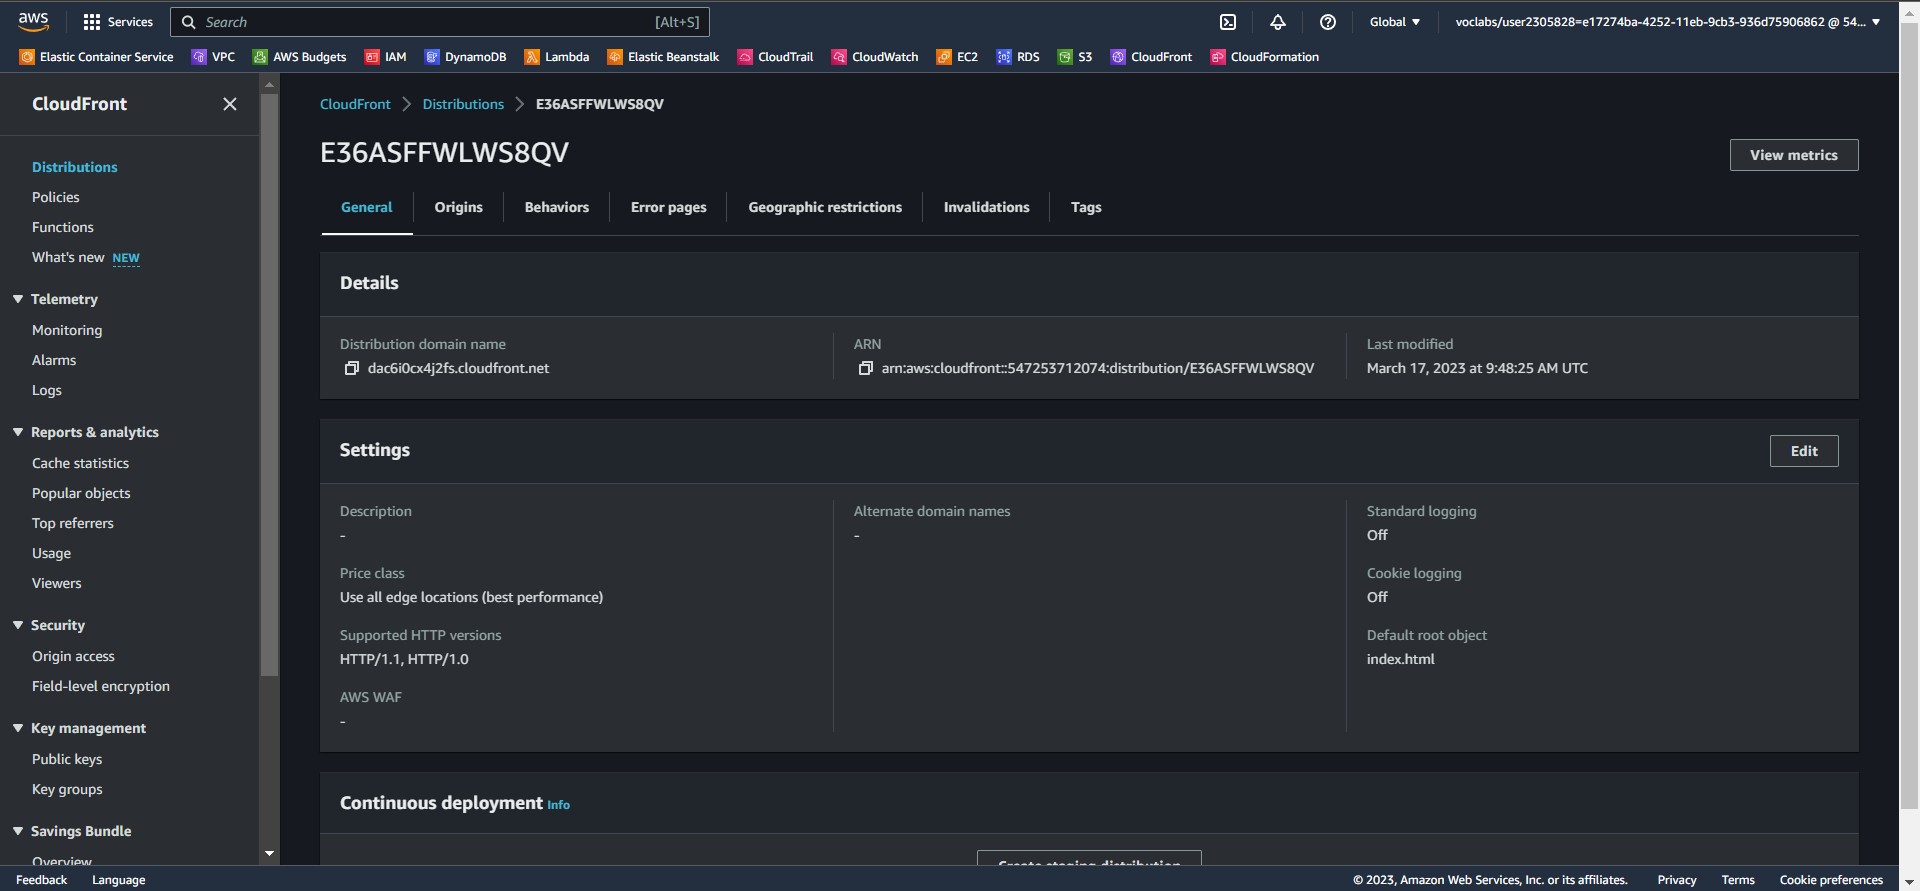 aws
Services
Search
[Alt+S]
Global
voclabs/user2305828=e17274ba-4252-11eb-9cb3-936d75906862 @ 54...
Elastic Container Service
VPC
AWS Budgets
IAM
DynamoDB
Lambda
Elastic Beanstalk
CloudTrail
CloudWatch
EC2
RDS
S3
CloudFront
CloudFormation
CloudFront
Distributions
Policies
Functions
What's new NEW
Telemetry
Monitoring
Alarms
Logs
Reports & analytics
Cache statistics
Popular objects
Top referrers
Usage
Viewers
Security
Origin access
Field-level encryption
Key management
Public keys
Key groups
Savings Bundle
Overview
CloudFront > Distributions > E36ASFFWLWS8QV
E36ASFFWLWS8QV
View metrics
General
Origins
Behaviors
Error pages
Geographic restrictions
Invalidations
Tags
Details
Distribution domain name
dac6i0cx4j2fs.cloudfront.net
ARN
arn:aws:cloudfront::547253712074:distribution/E36ASFFWLWS8QV
Last modified
March 17, 2023 at 9:48:25 AM UTC
Settings
Edit
Description
-
Price class
Use all edge locations (best performance)
Supported HTTP versions
HTTP/1.1, HTTP/1.0
AWS WAF
-
Alternate domain names
-
Standard logging
Off
Cookie logging
Off
Default root object
index.html
Continuous deployment Info
Create staging distribution
Feedback
Language
© 2023, Amazon Web Services, Inc. or its affiliates.
Privacy
Terms
Cookie preferences